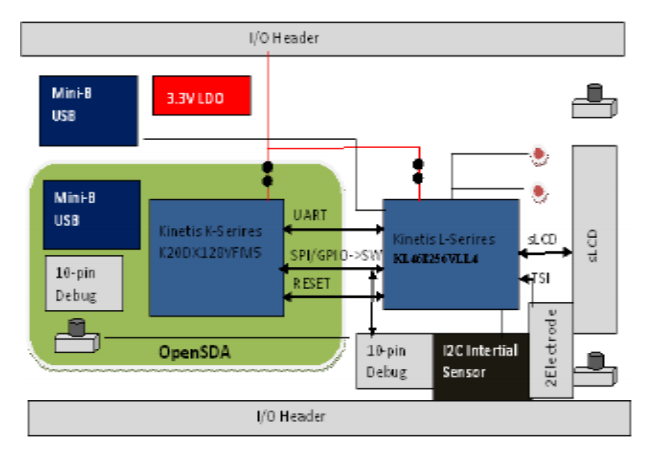 I/O Header
Mini-B
USB
3.3V LDO
Mini-B
USB
10-pin
Debug
Kinetis K-Serires
K20DX128VFM5
UART
SPI/GPIO->SW
RESET
Kinetis L-Serires
KL46Z256VLL4
sLCD
TSI
sLCD
OpenSDA
10-pin
Debug
I2C Intertial
Sensor
2Electrode
I/O Header